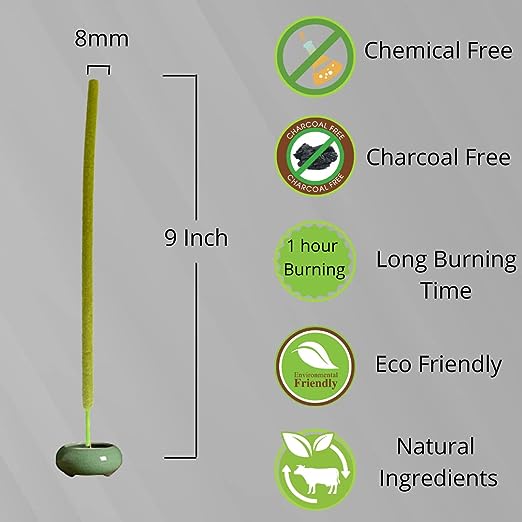 8mm
9 Inch
Chemical Free
CHARCOAL FREE
CHARCOAL FREE
Charcoal Free
1 hour
Burning
Long Burning
Time
Environmental
Friendly
Eco Friendly
Natural
Ingredients